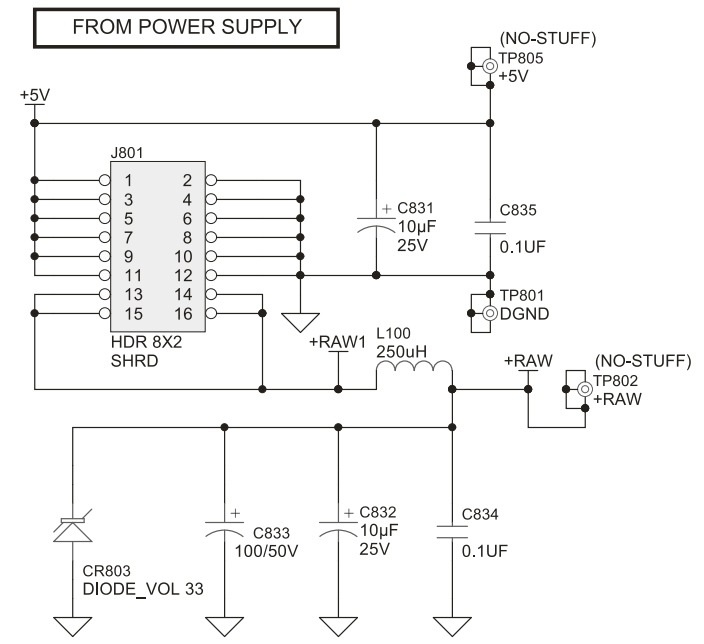 FROM POWER SUPPLY
(NO-STUFF)
TP805
+5V
+5V
J801
1 2
3 4
5 6
7 8
9 10
11 12
13 14
15 16
HDR 8X2
SHRD
+ C831
10µF
25V
C835
0.1UF
TP801
DGND
+RAW1
L100
250uH
+RAW
(NO-STUFF)
TP802
+RAW
CR803
DIODE_VOL 33
+
C833
100/50V
+ C832
10µF
25V
C834
0.1UF